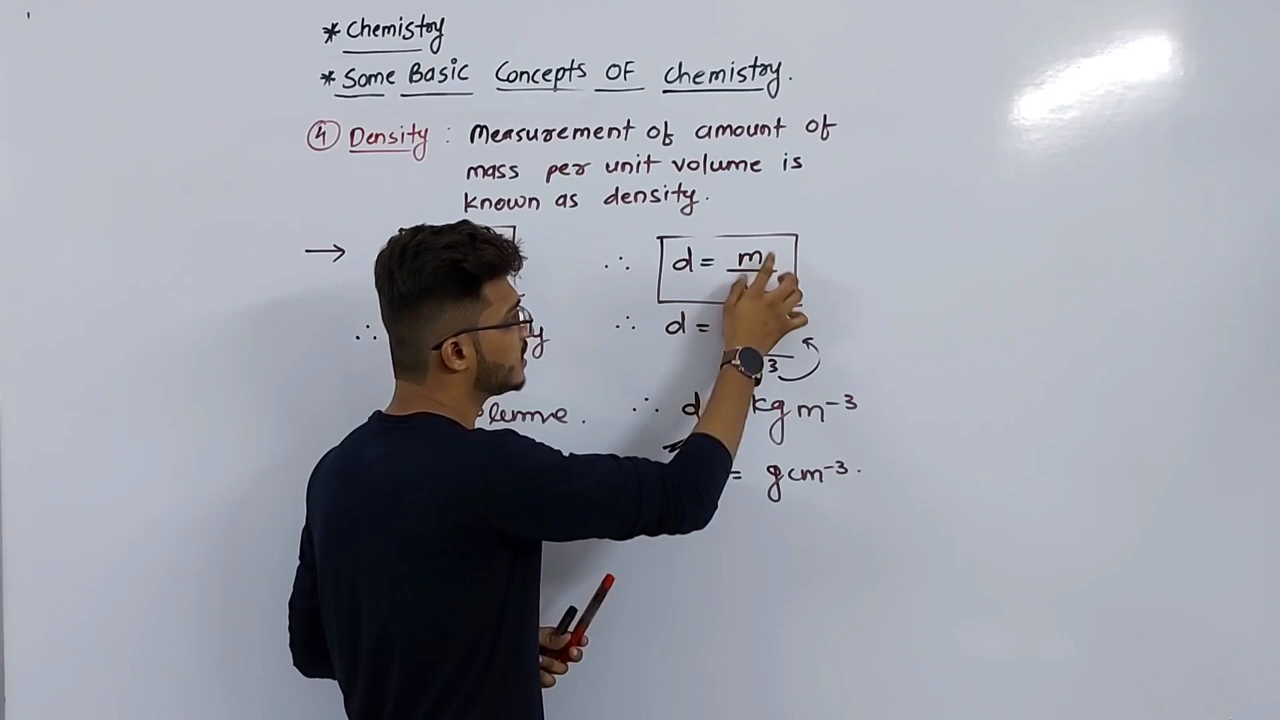 * Chemistry
* Some Basic Concepts OF Chemistry.
④ Density : Measurement of amount of
mass per unit volume is
known as density.
→
∴ d = m
∴ d =
3
∴
∴ d kg m⁻³
= g cm⁻³.